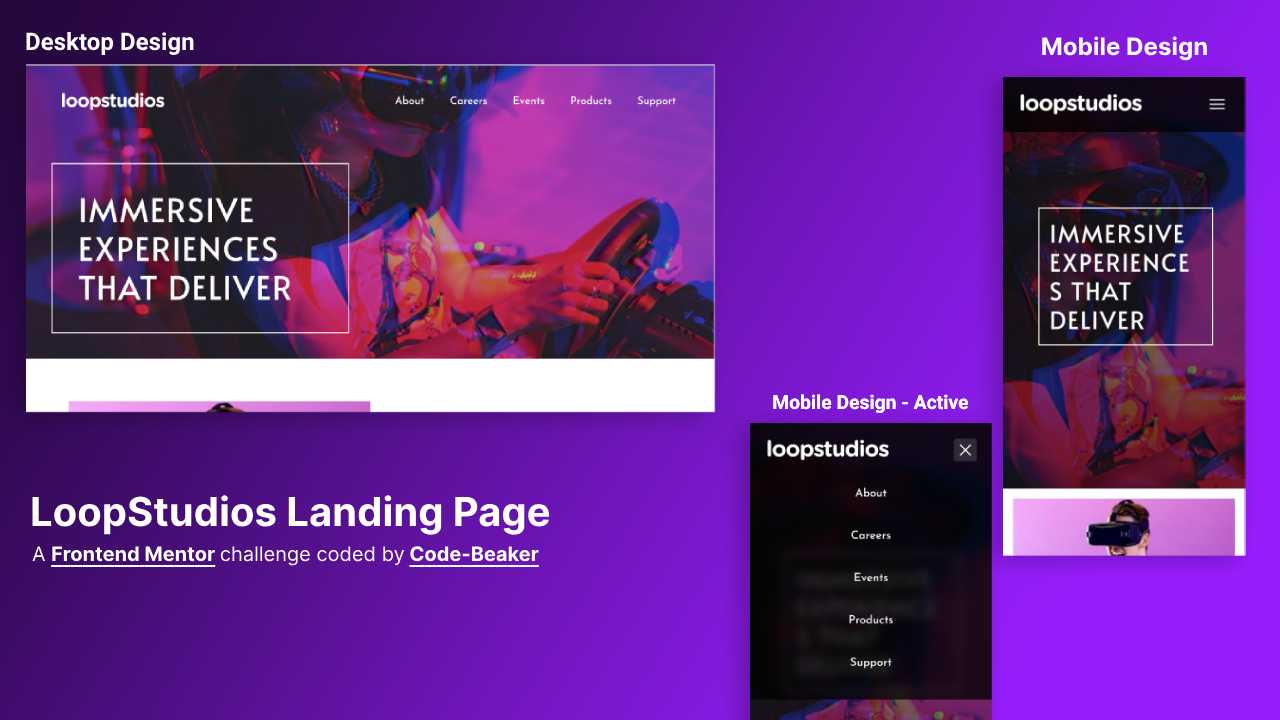 Desktop Design
loopstudios
About Careers Events Products Support
IMMERSIVE
EXPERIENCES
THAT DELIVER
LoopStudios Landing Page
A Frontend Mentor challenge coded by Code-Beaker
Mobile Design - Active
loopstudios
About
Careers
Events
Products
Support
Mobile Design
loopstudios
IMMERSIVE
EXPERIENCE
S THAT
DELIVER